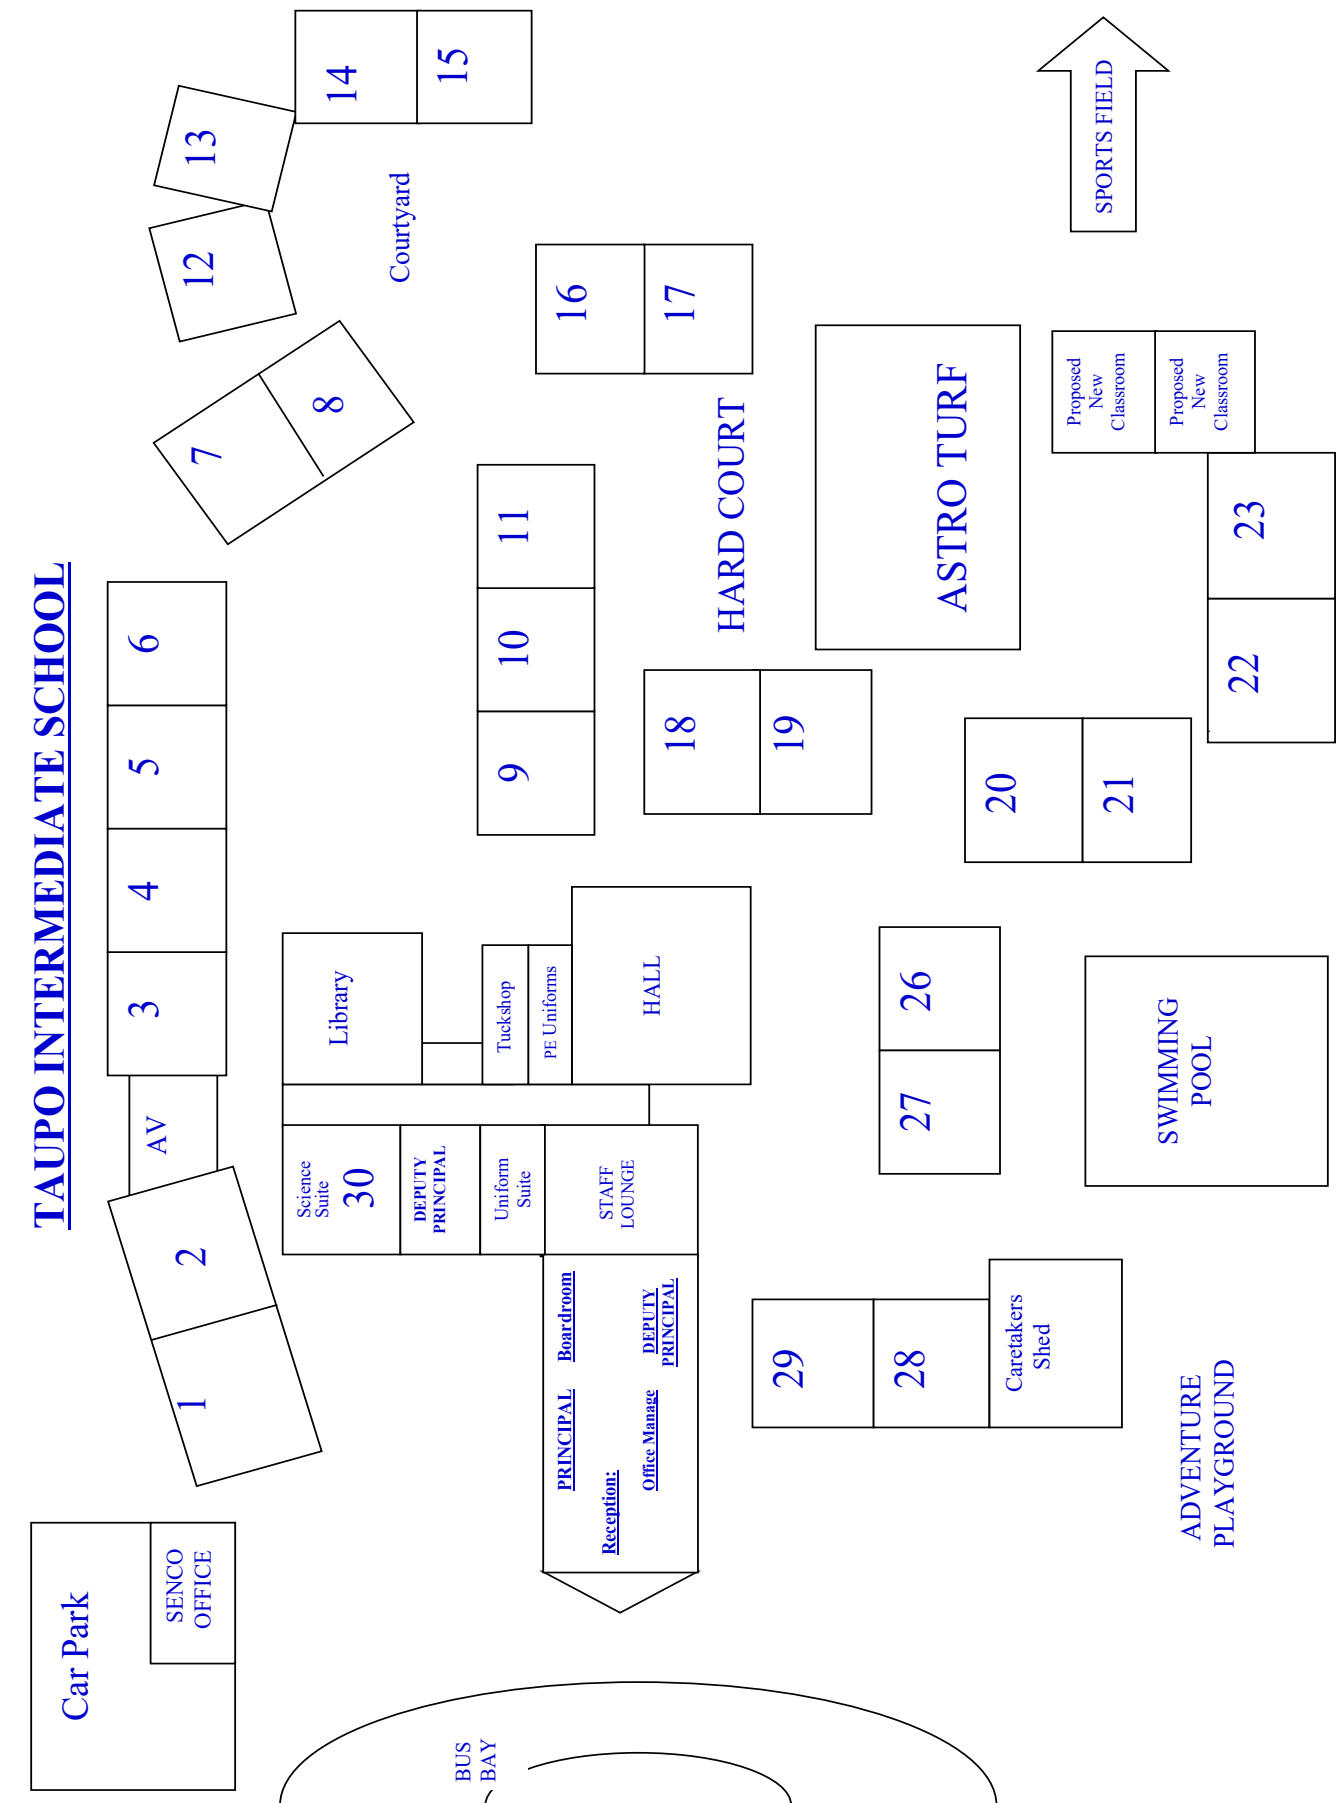 TAUPO INTERMEDIATE SCHOOL
Car Park
SENCO
OFFICE
1
2
AV
3
4
5
6
7
8
12
13
14
15
Courtyard
Science
Suite
30
DEPUTY
PRINCIPAL
Uniform
Suite
STAFF
LOUNGE
Library
Tuckshop
PE Uniforms
HALL
9
10
11
16
17
BUS
BAY
PRINCIPAL
Boardroom
Reception:
Office Manage
DEPUTY
PRINCIPAL
18
19
HARD COURT
29
28
Caretakers
Shed
27
26
20
21
ASTRO TURF
SPORTS FIELD
Proposed
New
Classroom
Proposed
New
Classroom
ADVENTURE
PLAYGROUND
SWIMMING
POOL
22
23